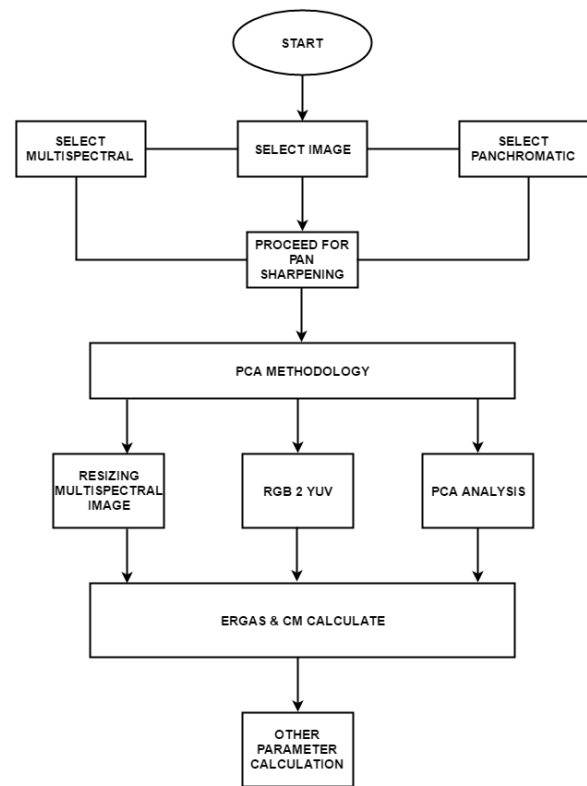 START
SELECT
MULTISPECTRAL
SELECT IMAGE
SELECT
PANCHROMATIC
PROCEED FOR
PAN
SHARPENING
PCA METHODOLOGY
RESIZING
MULTISPECTRAL
IMAGE
RGB 2 YUV
PCA ANALYSIS
ERGAS & CM CALCULATE
OTHER
PARAMETER
CALCULATION